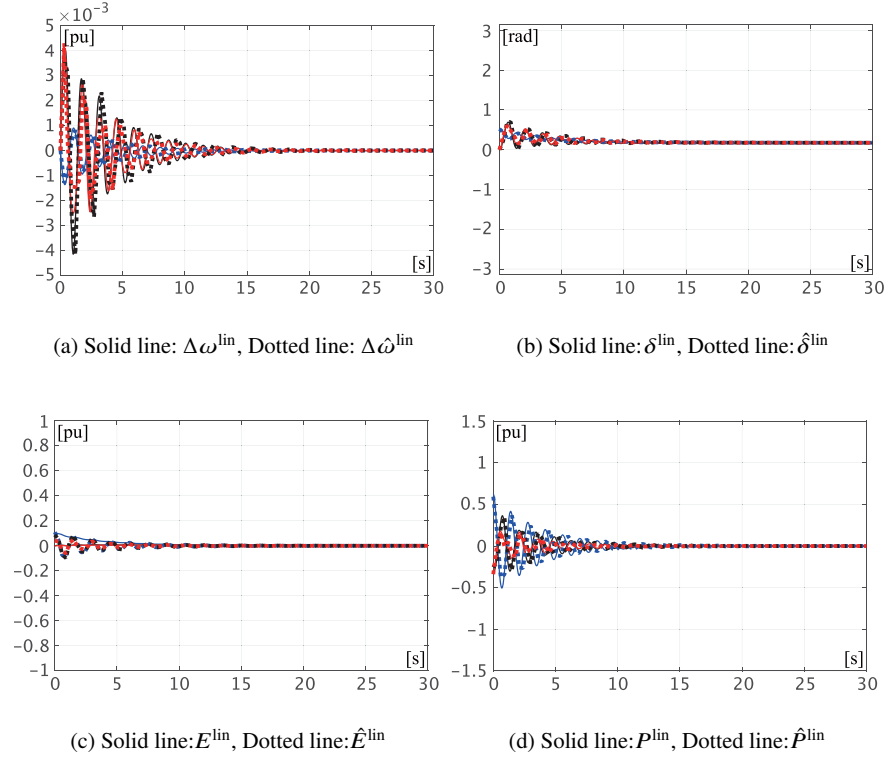 ×10⁻³
[pu]
5
4
3
2
1
0
−1
−2
−3
−4
−5
[s]
0 5 10 15 20 25 30
(a) Solid line: Δω^lin, Dotted line: Δω̂^lin
[rad]
3
2
1
0
−1
−2
−3
[s]
0 5 10 15 20 25 30
(b) Solid line:δ^lin, Dotted line:δ̂^lin
[pu]
1
0.8
0.6
0.4
0.2
0
−0.2
−0.4
−0.6
−0.8
−1
[s]
0 5 10 15 20 25 30
(c) Solid line:E^lin, Dotted line:Ê^lin
[pu]
1.5
1
0.5
0
−0.5
−1
−1.5
[s]
0 5 10 15 20 25 30
(d) Solid line:P^lin, Dotted line:P̂^lin